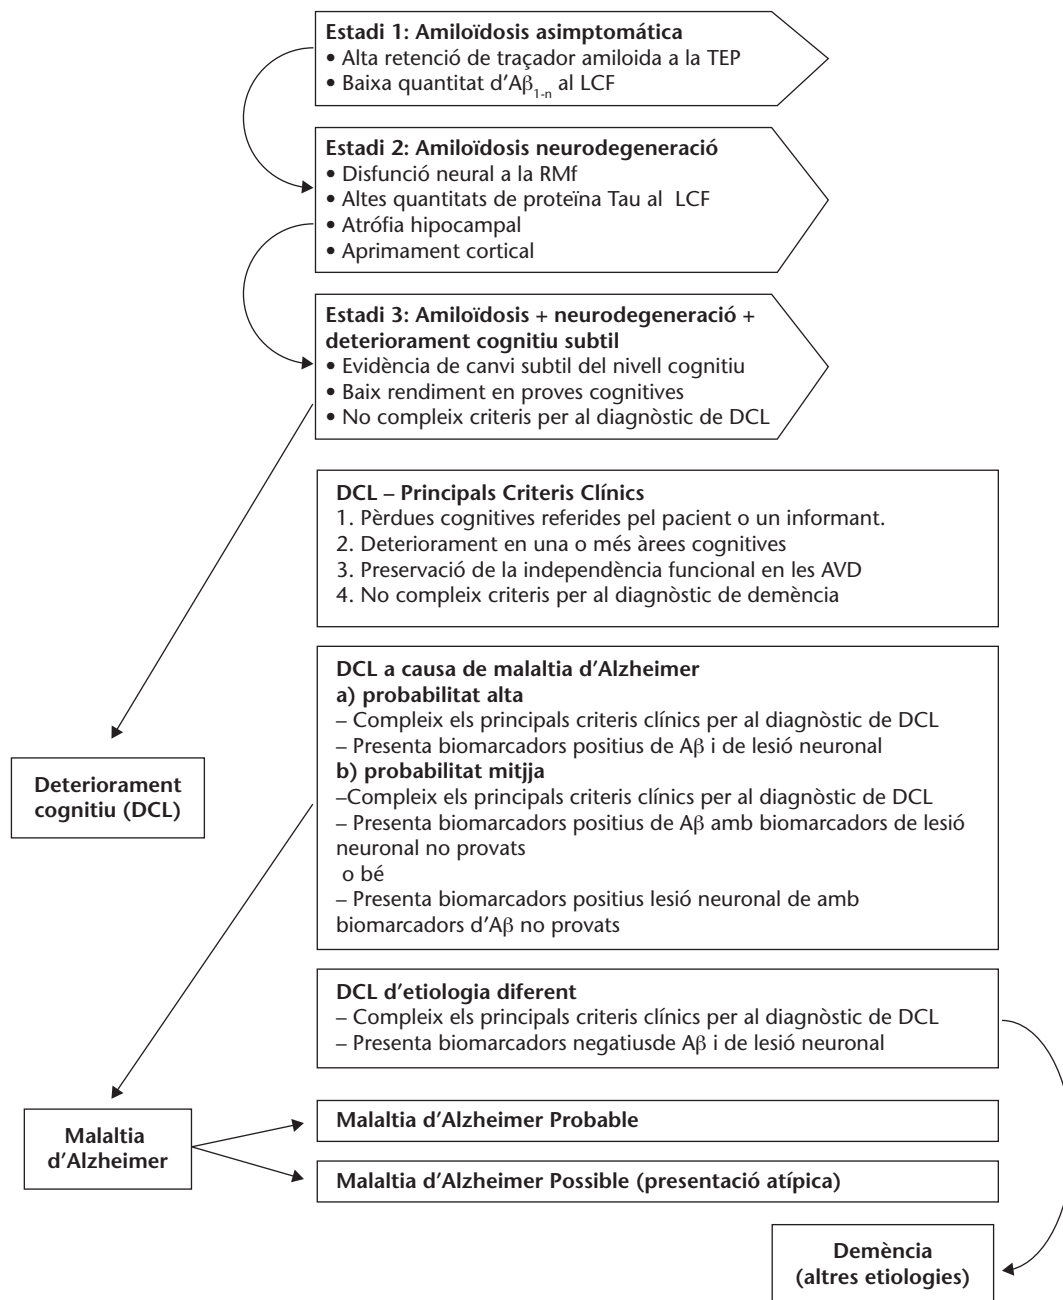 Estadi 1: Amiloïdosis asimptomática
• Alta retenció de traçador amiloida a la TEP
• Baixa quantitat d’Aβ1-n al LCF
Estadi 2: Amiloïdosis neurodegeneració
• Disfunció neural a la RMf
• Altes quantitats de proteïna Tau al LCF
• Atrófia hipocampal
• Aprimament cortical
Estadi 3: Amiloïdosis + neurodegeneració +
deteriorament cognitiu subtil
• Evidència de canvi subtil del nivell cognitiu
• Baix rendiment en proves cognitives
• No compleix criteris per al diagnòstic de DCL
DCL – Principals Criteris Clínics
1. Pèrdues cognitives referides pel pacient o un informant.
2. Deteriorament en una o més àrees cognitives
3. Preservació de la independència funcional en les AVD
4. No compleix criteris per al diagnòstic de demència
DCL a causa de malaltia d’Alzheimer
a) probabilitat alta
– Compleix els principals criteris clínics per al diagnòstic de DCL
– Presenta biomarcadors positius de Aβ i de lesió neuronal
b) probabilitat mitjja
–Compleix els principals criteris clínics per al diagnòstic de DCL
– Presenta biomarcadors positius de Aβ amb biomarcadors de lesió
neuronal no provats
o bé
– Presenta biomarcadors positius lesió neuronal de amb
biomarcadors d’Aβ no provats
Deteriorament
cognitiu (DCL)
DCL d’etiologia diferent
– Compleix els principals criteris clínics per al diagnòstic de DCL
– Presenta biomarcadors negatiusde Aβ i de lesió neuronal
Malaltia
d’Alzheimer
Malaltia d’Alzheimer Probable
Malaltia d’Alzheimer Possible (presentació atípica)
Demència
(altres etiologies)